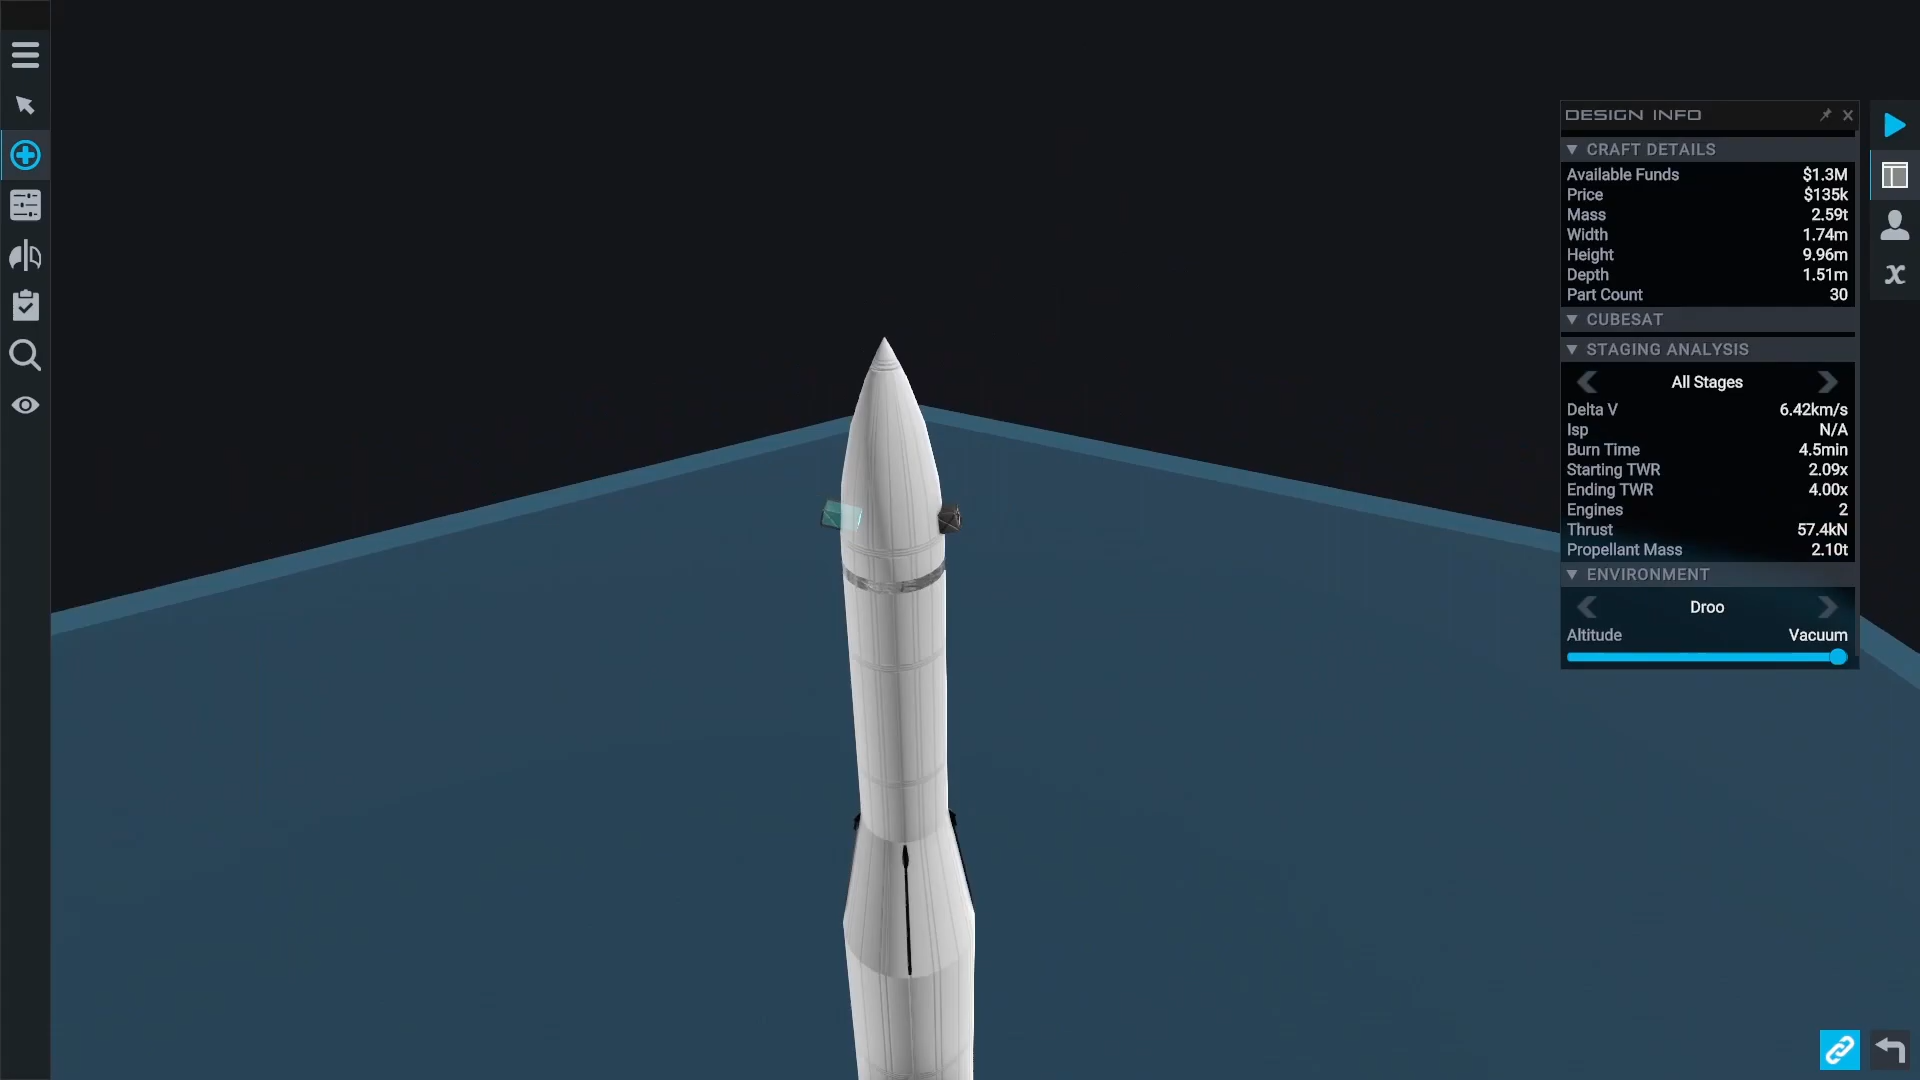 DESIGN INFO
CRAFT DETAILS
Available Funds $1.3M
Price $135k
Mass 2.59t
Width 1.74m
Height 9.96m
Depth 1.51m
Part Count 30
CUBESAT
STAGING ANALYSIS
All Stages
Delta V 6.42km/s
Isp N/A
Burn Time 4.5min
Starting TWR 2.09x
Ending TWR 4.00x
Engines 2
Thrust 57.4kN
Propellant Mass 2.10t
ENVIRONMENT
Droo
Altitude Vacuum